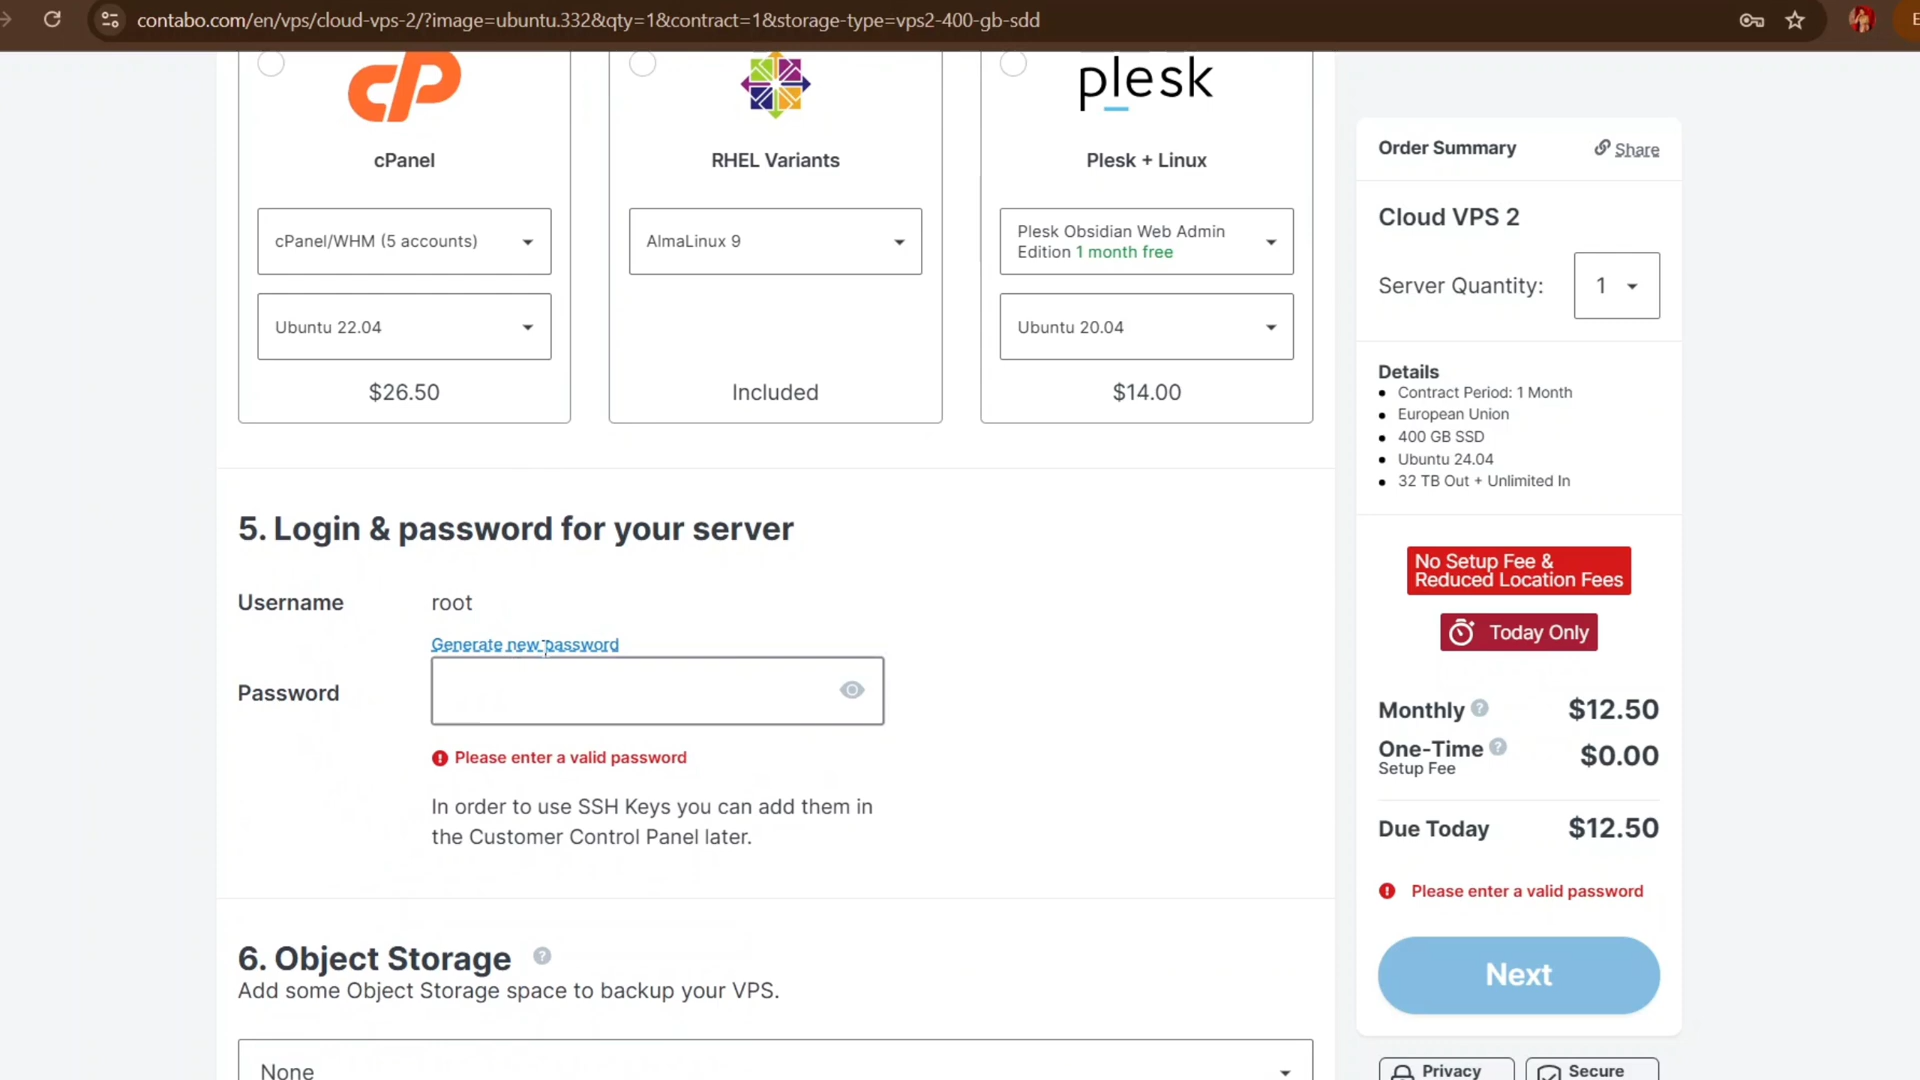 contabo.com/en/vps/cloud-vps-2/?image=ubuntu.332&qty=1&contract=1&storage-type=vps2-400-gb-sdd
cP
plesk
cPanel
RHEL Variants
Plesk + Linux
cPanel/WHM (5 accounts)
AlmaLinux 9
Plesk Obsidian Web Admin
Edition 1 month free
Ubuntu 22.04
Ubuntu 20.04
$26.50
Included
$14.00
5. Login & password for your server
Username
root
Generate new password
Password
Please enter a valid password
In order to use SSH Keys you can add them in
the Customer Control Panel later.
6. Object Storage
Add some Object Storage space to backup your VPS.
None
Order Summary
Share
Cloud VPS 2
Server Quantity:
1
Details
Contract Period: 1 Month
European Union
400 GB SSD
Ubuntu 24.04
32 TB Out + Unlimited In
No Setup Fee &
Reduced Location Fees
Today Only
Monthly
$12.50
One-Time
Setup Fee
$0.00
Due Today
$12.50
Please enter a valid password
Next
Privacy
Secure